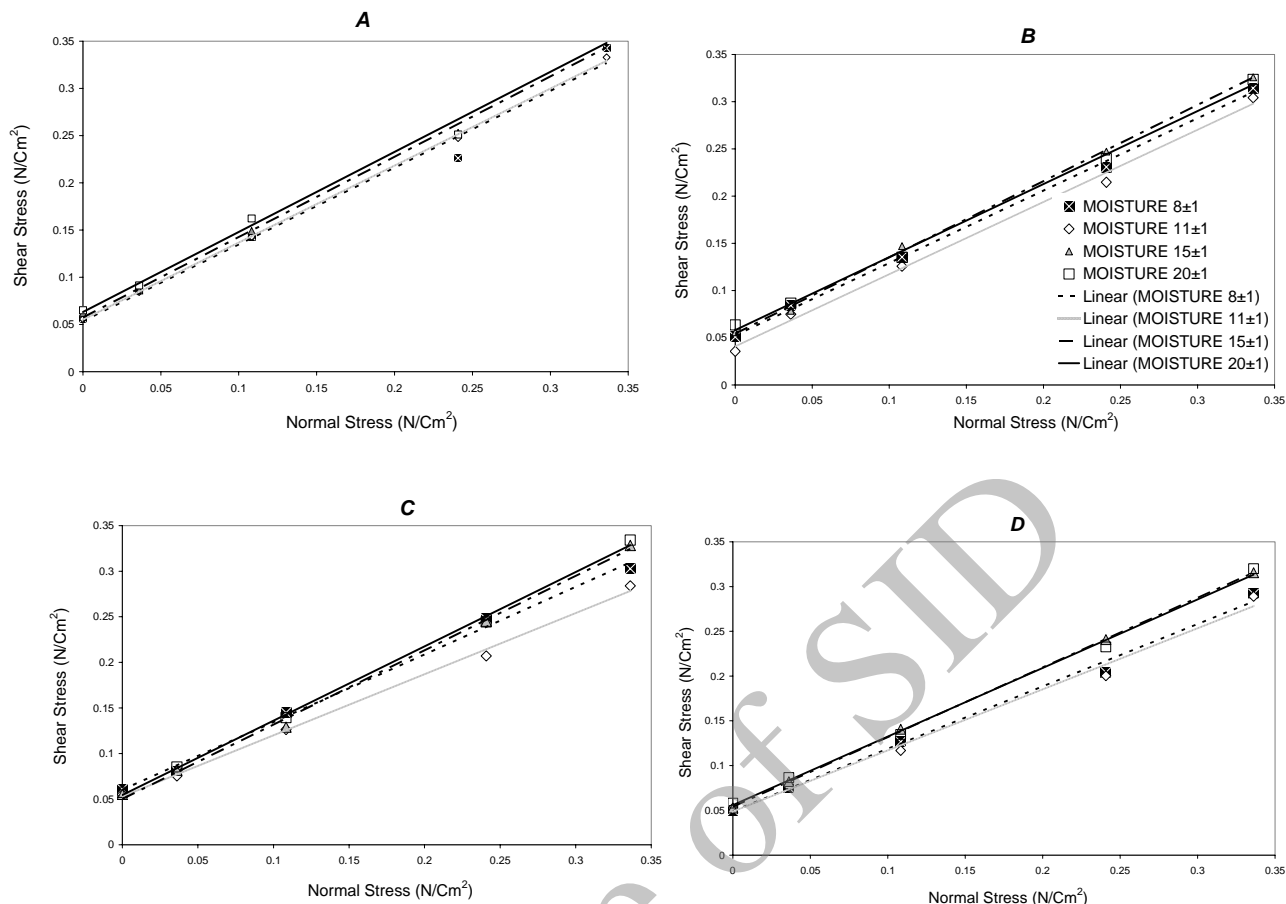 A
0.35
0.3
0.25
0.2
0.15
0.1
0.05
0
0 0.05 0.1 0.15 0.2 0.25 0.3 0.35
Shear Stress (N/Cm²)
Normal Stress (N/Cm²)
B
0.35
0.3
0.25
0.2
0.15
0.1
0.05
0
0 0.05 0.1 0.15 0.2 0.25 0.3 0.35
Shear Stress (N/Cm²)
Normal Stress (N/Cm²)
MOISTURE 8±1
MOISTURE 11±1
MOISTURE 15±1
MOISTURE 20±1
Linear (MOISTURE 8±1)
Linear (MOISTURE 11±1)
Linear (MOISTURE 15±1)
Linear (MOISTURE 20±1)
C
0.35
0.3
0.25
0.2
0.15
0.1
0.05
0
0 0.05 0.1 0.15 0.2 0.25 0.3 0.35
Shear Stress (N/Cm²)
Normal Stress (N/Cm²)
D
0.35
0.3
0.25
0.2
0.15
0.1
0.05
0
0 0.05 0.1 0.15 0.2 0.25 0.3 0.35
Shear Stress (N/Cm²)
Normal Stress (N/Cm²)
of SID